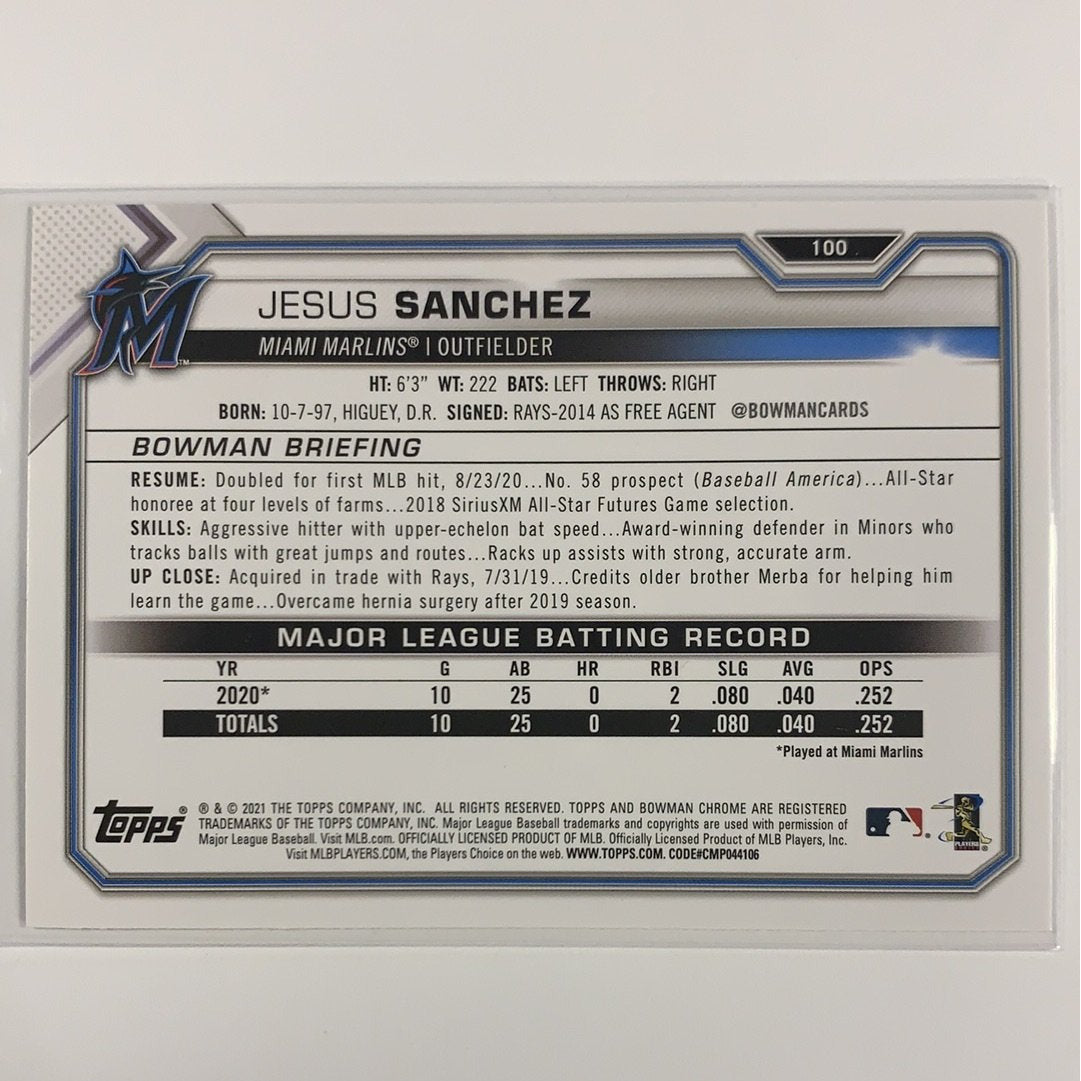 100
JESUS SANCHEZ
MIAMI MARLINS® | OUTFIELDER
HT: 6'3" WT: 222 BATS: LEFT THROWS: RIGHT
BORN: 10-7-97, HIGUEY, D.R. SIGNED: RAYS-2014 AS FREE AGENT @BOWMANCARDS
BOWMAN BRIEFING
RESUME: Doubled for first MLB hit, 8/23/20...No. 58 prospect (Baseball America)...All-Star
honoree at four levels of farms...2018 SiriusXM All-Star Futures Game selection.
SKILLS: Aggressive hitter with upper-echelon bat speed...Award-winning defender in Minors who
tracks balls with great jumps and routes...Racks up assists with strong, accurate arm.
UP CLOSE: Acquired in trade with Rays, 7/31/19...Credits older brother Merba for helping him
learn the game...Overcame hernia surgery after 2019 season.
MAJOR LEAGUE BATTING RECORD
YR G AB HR RBI SLG AVG OPS
2020* 10 25 0 2 .080 .040 .252
TOTALS 10 25 0 2 .080 .040 .252
*Played at Miami Marlins
Topps® ® & © 2021 THE TOPPS COMPANY, INC. ALL RIGHTS RESERVED. TOPPS AND BOWMAN CHROME ARE REGISTERED
TRADEMARKS OF THE TOPPS COMPANY, INC. Major League Baseball trademarks and copyrights are used with permission of
Major League Baseball. Visit MLB.com. OFFICIALLY LICENSED PRODUCT OF MLB. Officially Licensed Product of MLB Players, Inc.
Visit MLBPLAYERS.COM, the Players Choice on the web. WWW.TOPPS.COM. CODE#CMP044106
PLAYERS